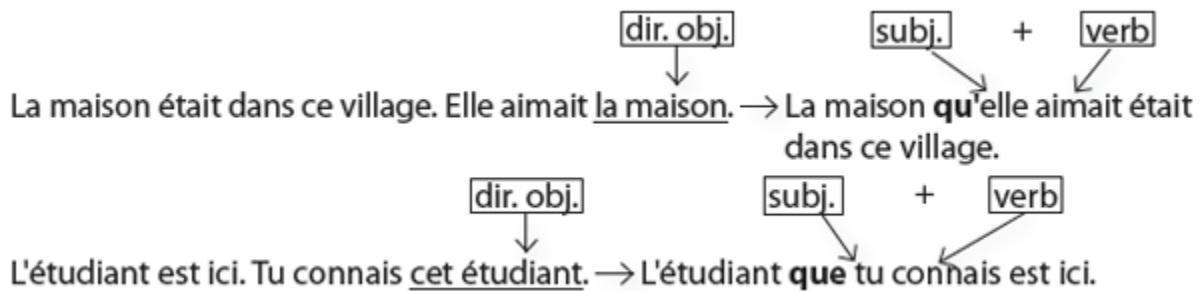 dir. obj. subj. + verb
La maison était dans ce village. Elle aimait la maison. → La maison qu'elle aimait était
dans ce village.
dir. obj. subj. + verb
L'étudiant est ici. Tu connais cet étudiant. → L'étudiant que tu connais est ici.